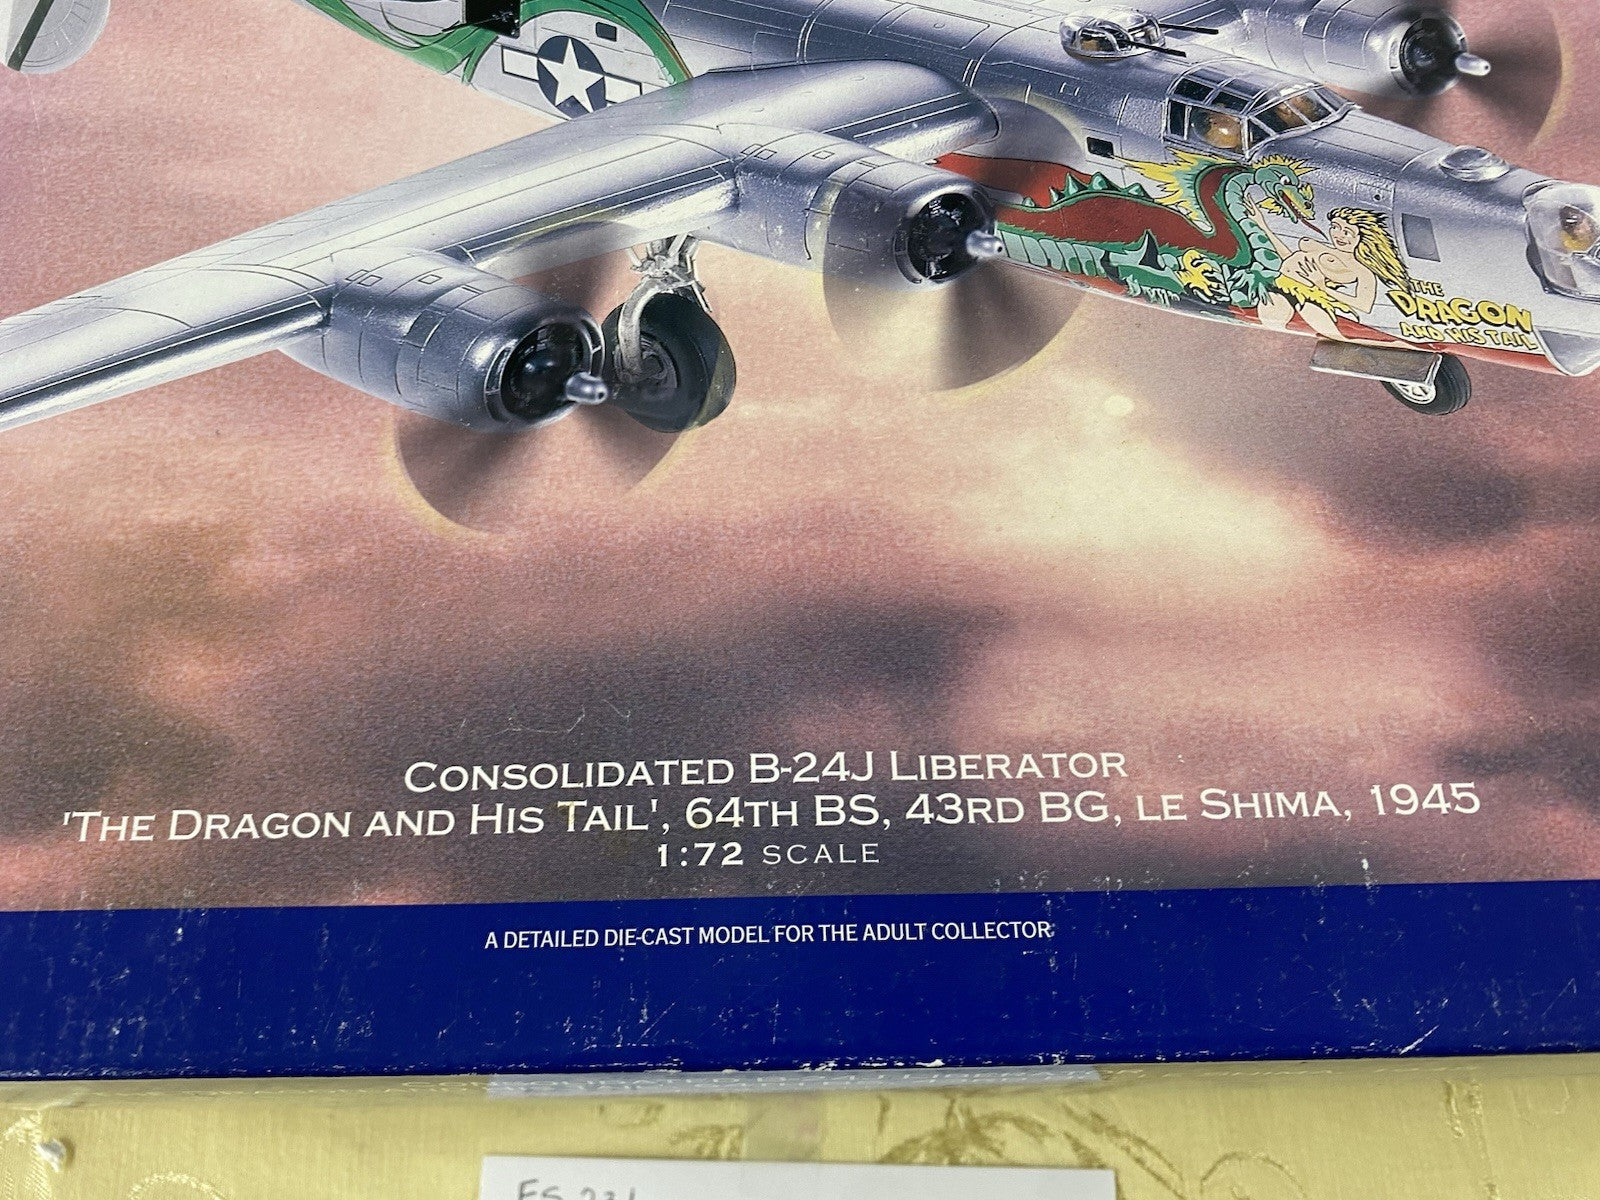 THE
DRAGON
AND HIS TAIL
CONSOLIDATED B-24J LIBERATOR
'THE DRAGON AND HIS TAIL', 64TH BS, 43RD BG, LE SHIMA, 1945
1:72 SCALE
A DETAILED DIE-CAST MODEL FOR THE ADULT COLLECTOR